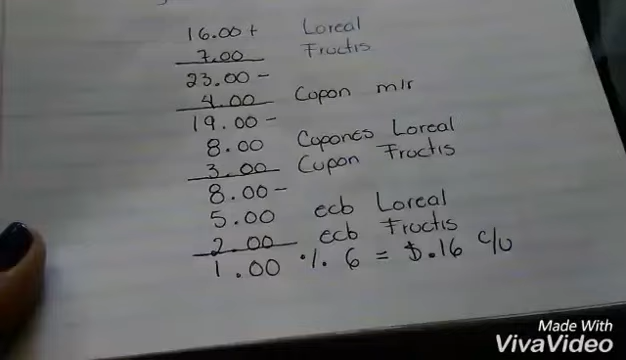 16.00 + Loreal
7.00 Fructis
23.00 -
4.00 Cupon m/r
19.00 -
8.00 Cupones Loreal
3.00 Cupon Fructis
8.00 -
5.00 ecb Loreal
2.00 ecb Fructis
1.00 ·/. 6 = $.16 c/u
Made With
VivaVideo